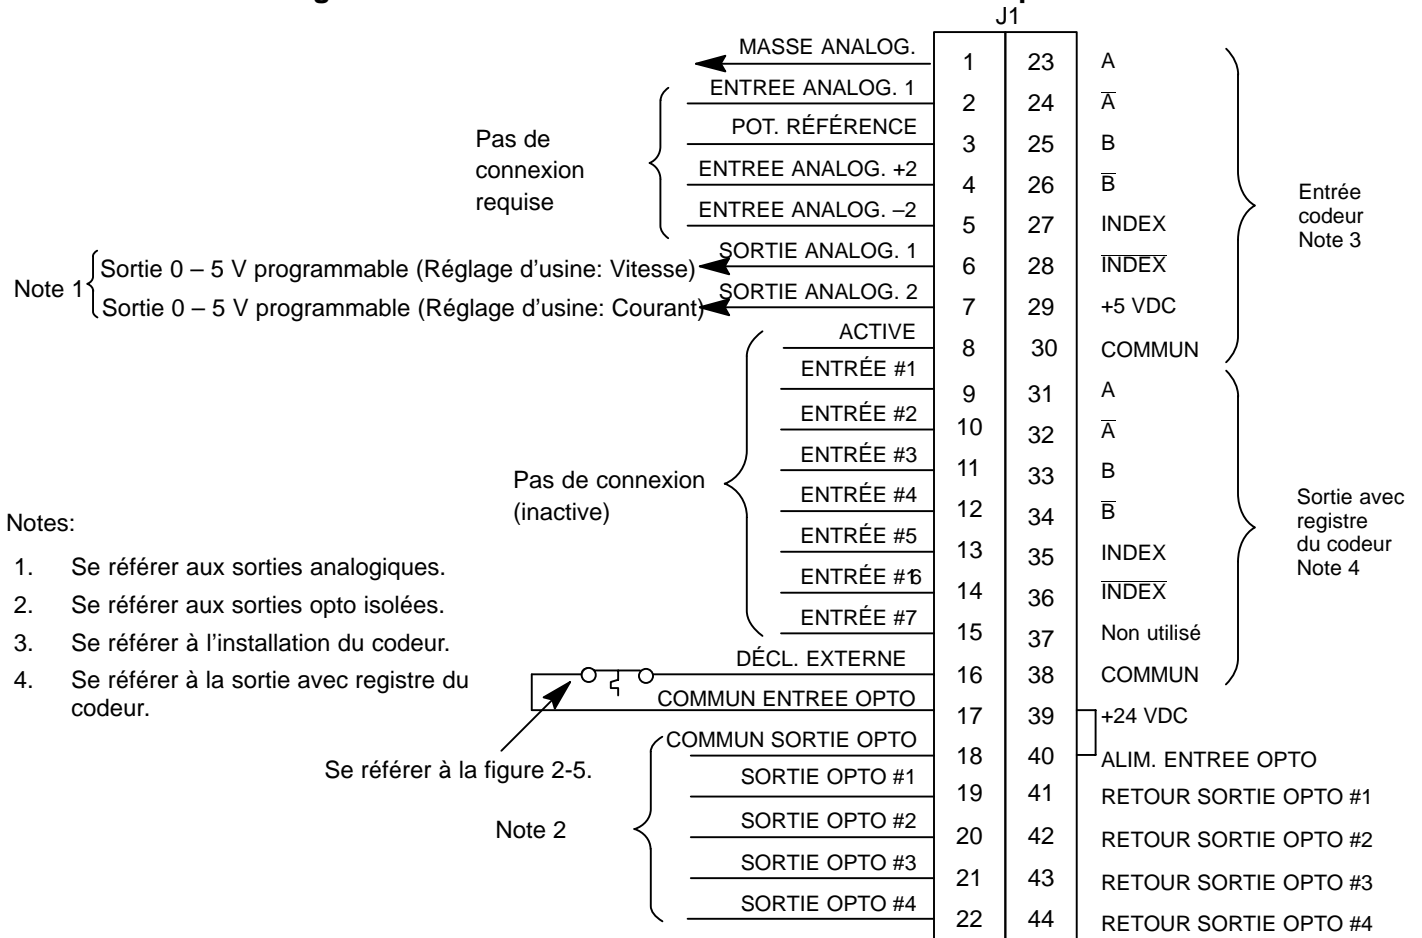 J1
MASSE ANALOG. 1 23 A
ENTREE ANALOG. 1 2 24 A̅
POT. RÉFÉRENCE 3 25 B
ENTREE ANALOG. +2 4 26 B̅
ENTREE ANALOG. –2 5 27 INDEX
SORTIE ANALOG. 1 6 28 I̅N̅D̅E̅X̅
SORTIE ANALOG. 2 7 29 +5 VDC
ACTIVE 8 30 COMMUN
ENTRÉE #1 9 31 A
ENTRÉE #2 10 32 A̅
ENTRÉE #3 11 33 B
ENTRÉE #4 12 34 B̅
ENTRÉE #5 13 35 INDEX
ENTRÉE #16 14 36 I̅N̅D̅E̅X̅
ENTRÉE #7 15 37 Non utilisé
DÉCL. EXTERNE 16 38 COMMUN
COMMUN ENTREE OPTO 17 39 +24 VDC
COMMUN SORTIE OPTO 18 40 ALIM. ENTREE OPTO
SORTIE OPTO #1 19 41 RETOUR SORTIE OPTO #1
SORTIE OPTO #2 20 42 RETOUR SORTIE OPTO #2
SORTIE OPTO #3 21 43 RETOUR SORTIE OPTO #3
SORTIE OPTO #4 22 44 RETOUR SORTIE OPTO #4
Pas de
connexion
requise
Note 1
Sortie 0 – 5 V programmable (Réglage d'usine: Vitesse)
Sortie 0 – 5 V programmable (Réglage d'usine: Courant)
Pas de connexion
(inactive)
Entrée
codeur
Note 3
Sortie avec
registre
du codeur
Note 4
Se référer à la figure 2-5.
Note 2
Notes:
1. Se référer aux sorties analogiques.
2. Se référer aux sorties opto isolées.
3. Se référer à l'installation du codeur.
4. Se référer à la sortie avec registre du
codeur.